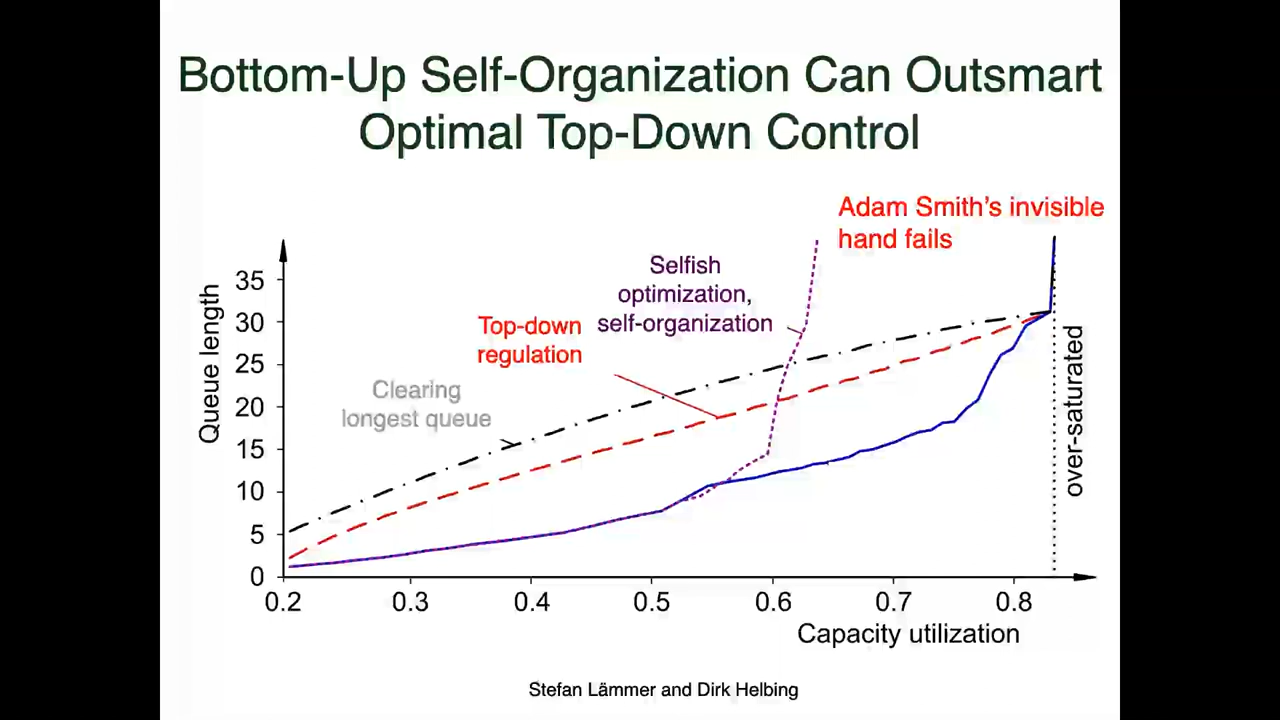 Bottom-Up Self-Organization Can Outsmart
Optimal Top-Down Control
Adam Smith's invisible
hand fails
Selfish
optimization,
self-organization
Top-down
regulation
Clearing
longest queue
Queue length
35
30
25
20
15
10
5
0
0.2 0.3 0.4 0.5 0.6 0.7 0.8
Capacity utilization
over-saturated
Stefan Lämmer and Dirk Helbing